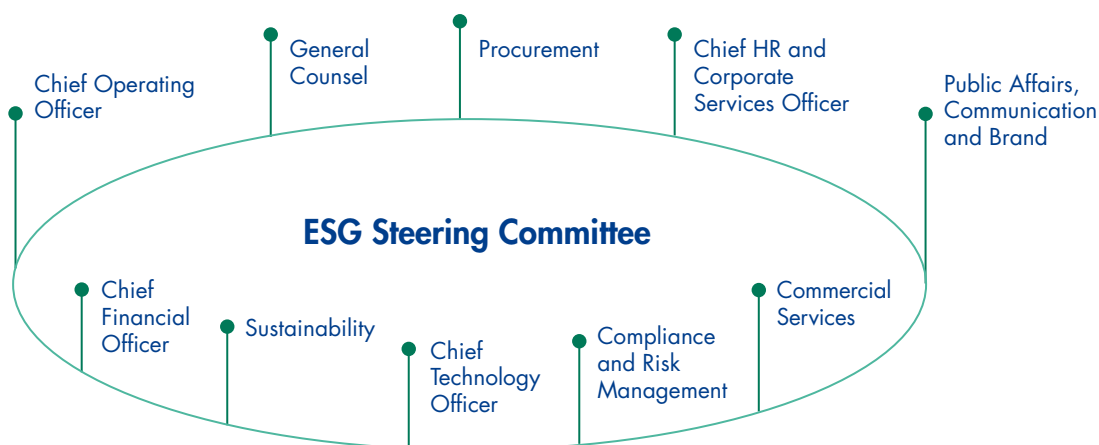 General
Counsel
Procurement
Chief HR and
Corporate
Services Officer
Chief Operating
Officer
Public Affairs,
Communication
and Brand
ESG Steering Committee
Chief
Financial
Officer
Sustainability
Chief
Technology
Officer
Compliance
and Risk
Management
Commercial
Services